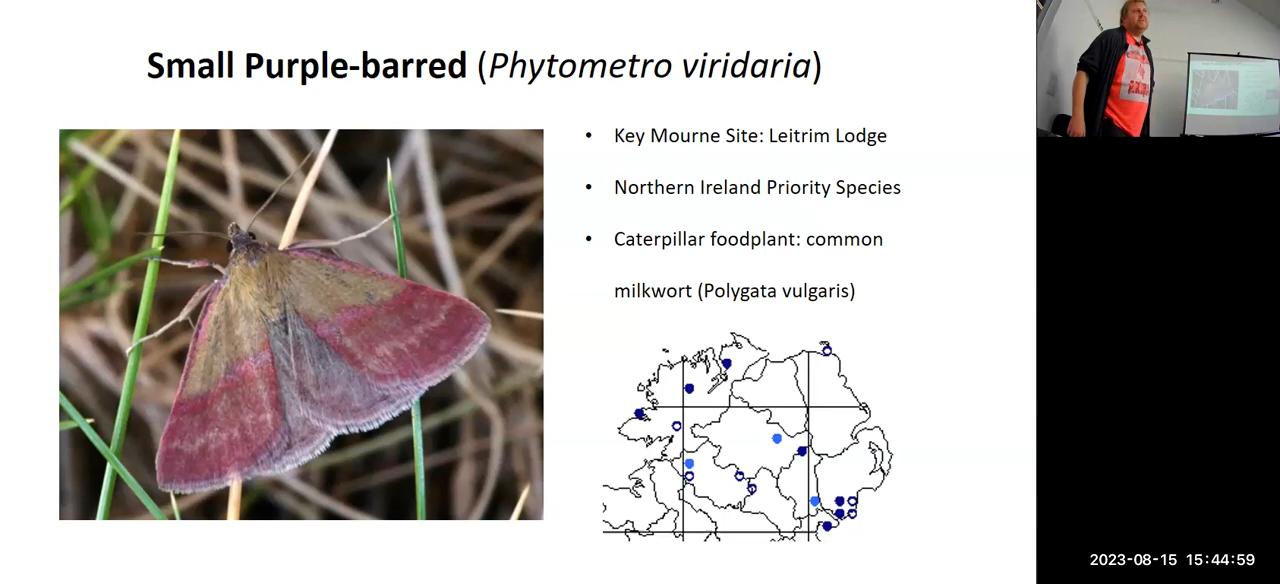 Small Purple-barred (Phytometro viridaria)
• Key Mourne Site: Leitrim Lodge
• Northern Ireland Priority Species
• Caterpillar foodplant: common
milkwort (Polygata vulgaris)
2023-08-15 15:44:59